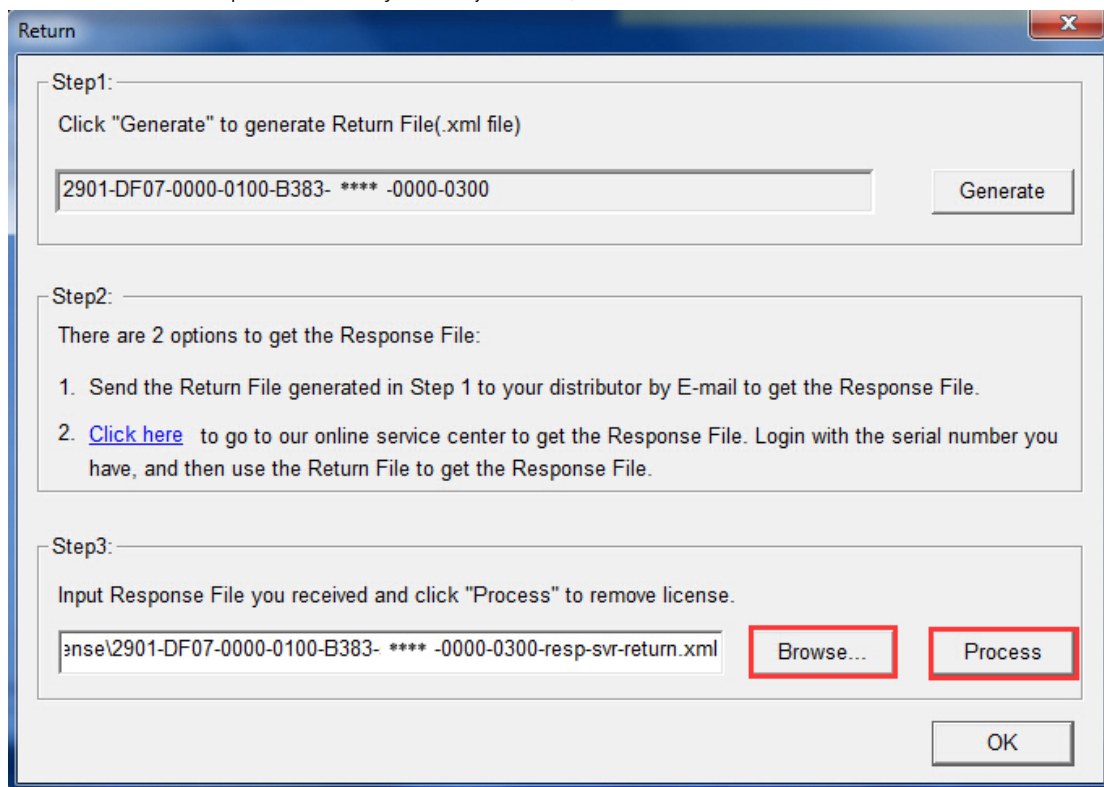 Return
Step1:
Click "Generate" to generate Return File(.xml file)
2901-DF07-0000-0100-B383- **** -0000-0300
Generate
Step2:
There are 2 options to get the Response File:
1. Send the Return File generated in Step 1 to your distributor by E-mail to get the Response File.
2. Click here to go to our online service center to get the Response File. Login with the serial number you
have, and then use the Return File to get the Response File.
Step3:
Input Response File you received and click "Process" to remove license.
ense\2901-DF07-0000-0100-B383- **** -0000-0300-resp-svr-return.xml
Browse...
Process
OK